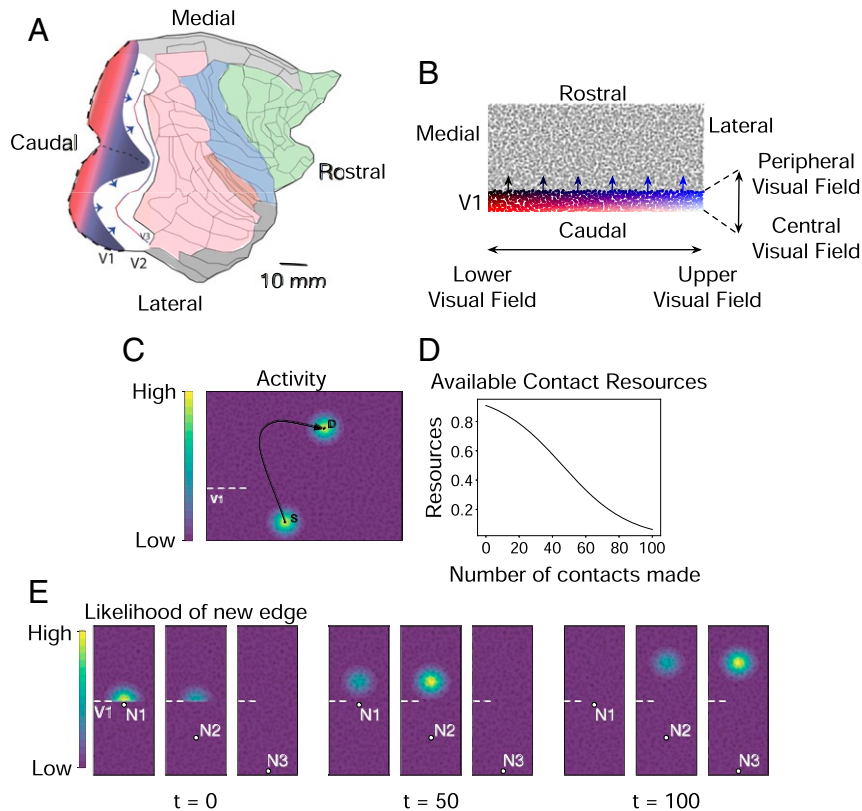 A
Medial
Caudal
Rostral
V1
V2
V3
10 mm
Lateral
B
Rostral
Medial
Lateral
V1
Caudal
Peripheral
Visual Field
Central
Visual Field
Lower
Visual Field
Upper
Visual Field
C
Activity
High
Low
V1
S
D
D
Available Contact Resources
Resources
0.8
0.6
0.4
0.2
0 20 40 60 80 100
Number of contacts made
E
Likelihood of new edge
High
Low
V1
N1
N2
N3
N1
N2
N3
N1
N2
N3
t = 0
t = 50
t = 100